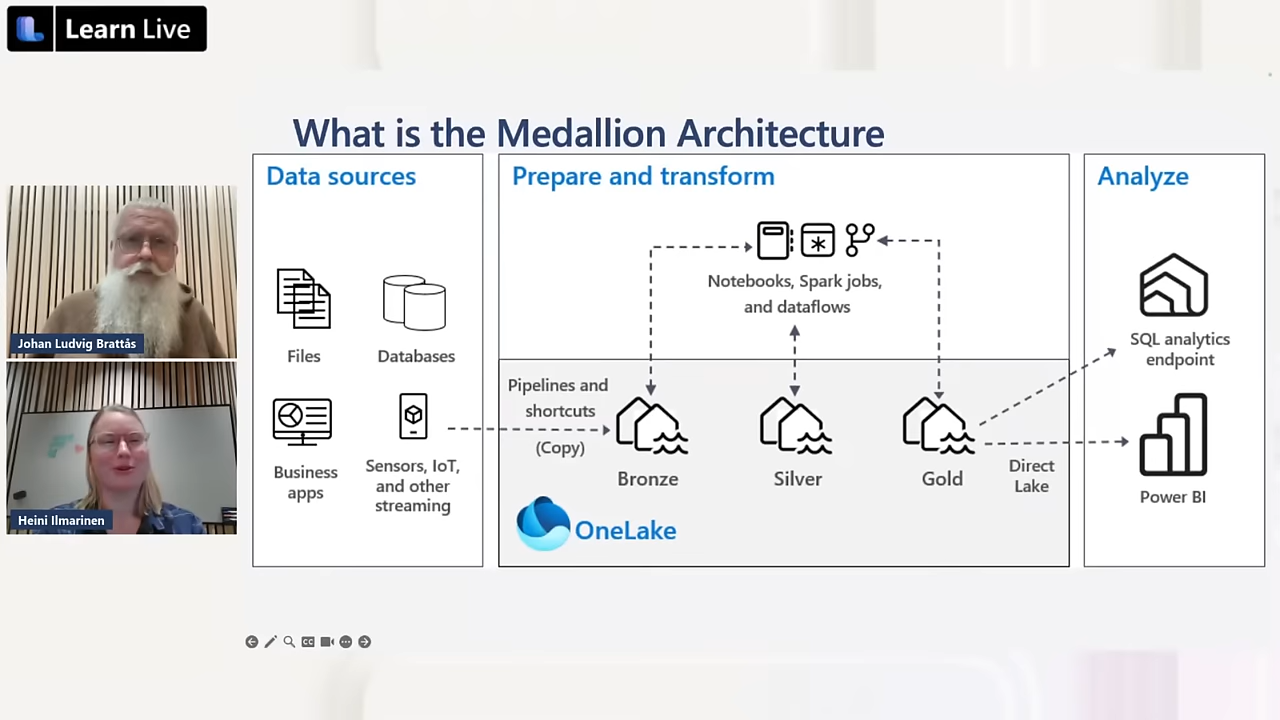 Learn Live
What is the Medallion Architecture
Data sources
Files
Databases
Business
apps
Sensors, IoT,
and other
streaming
Prepare and transform
Notebooks, Spark jobs,
and dataflows
Pipelines and
shortcuts
(Copy)
Bronze
Silver
Gold
Direct
Lake
OneLake
Analyze
SQL analytics
endpoint
Power BI
Johan Ludvig Brattås
Heini Ilmarinen
CC